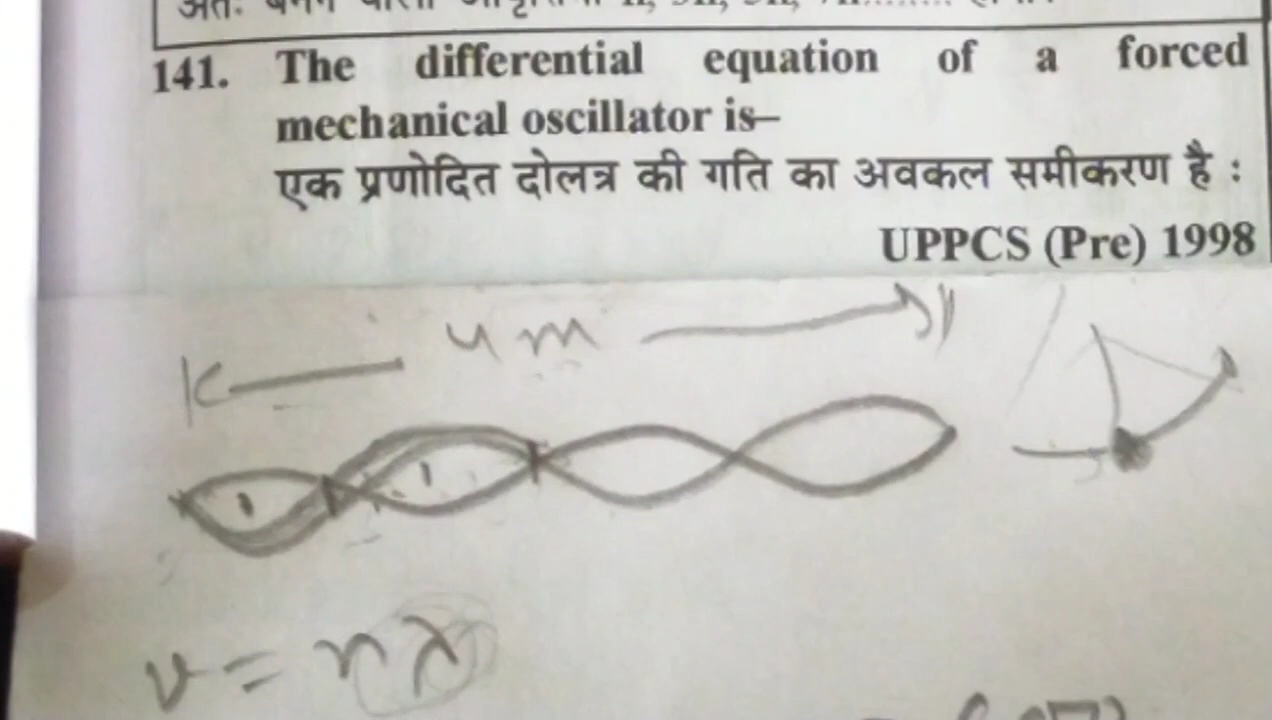 141. The differential equation of a forced
mechanical oscillator is–
एक प्रणोदित दोलत्र की गति का अवकल समीकरण है :
UPPCS (Pre) 1998
4 m
v = nλ